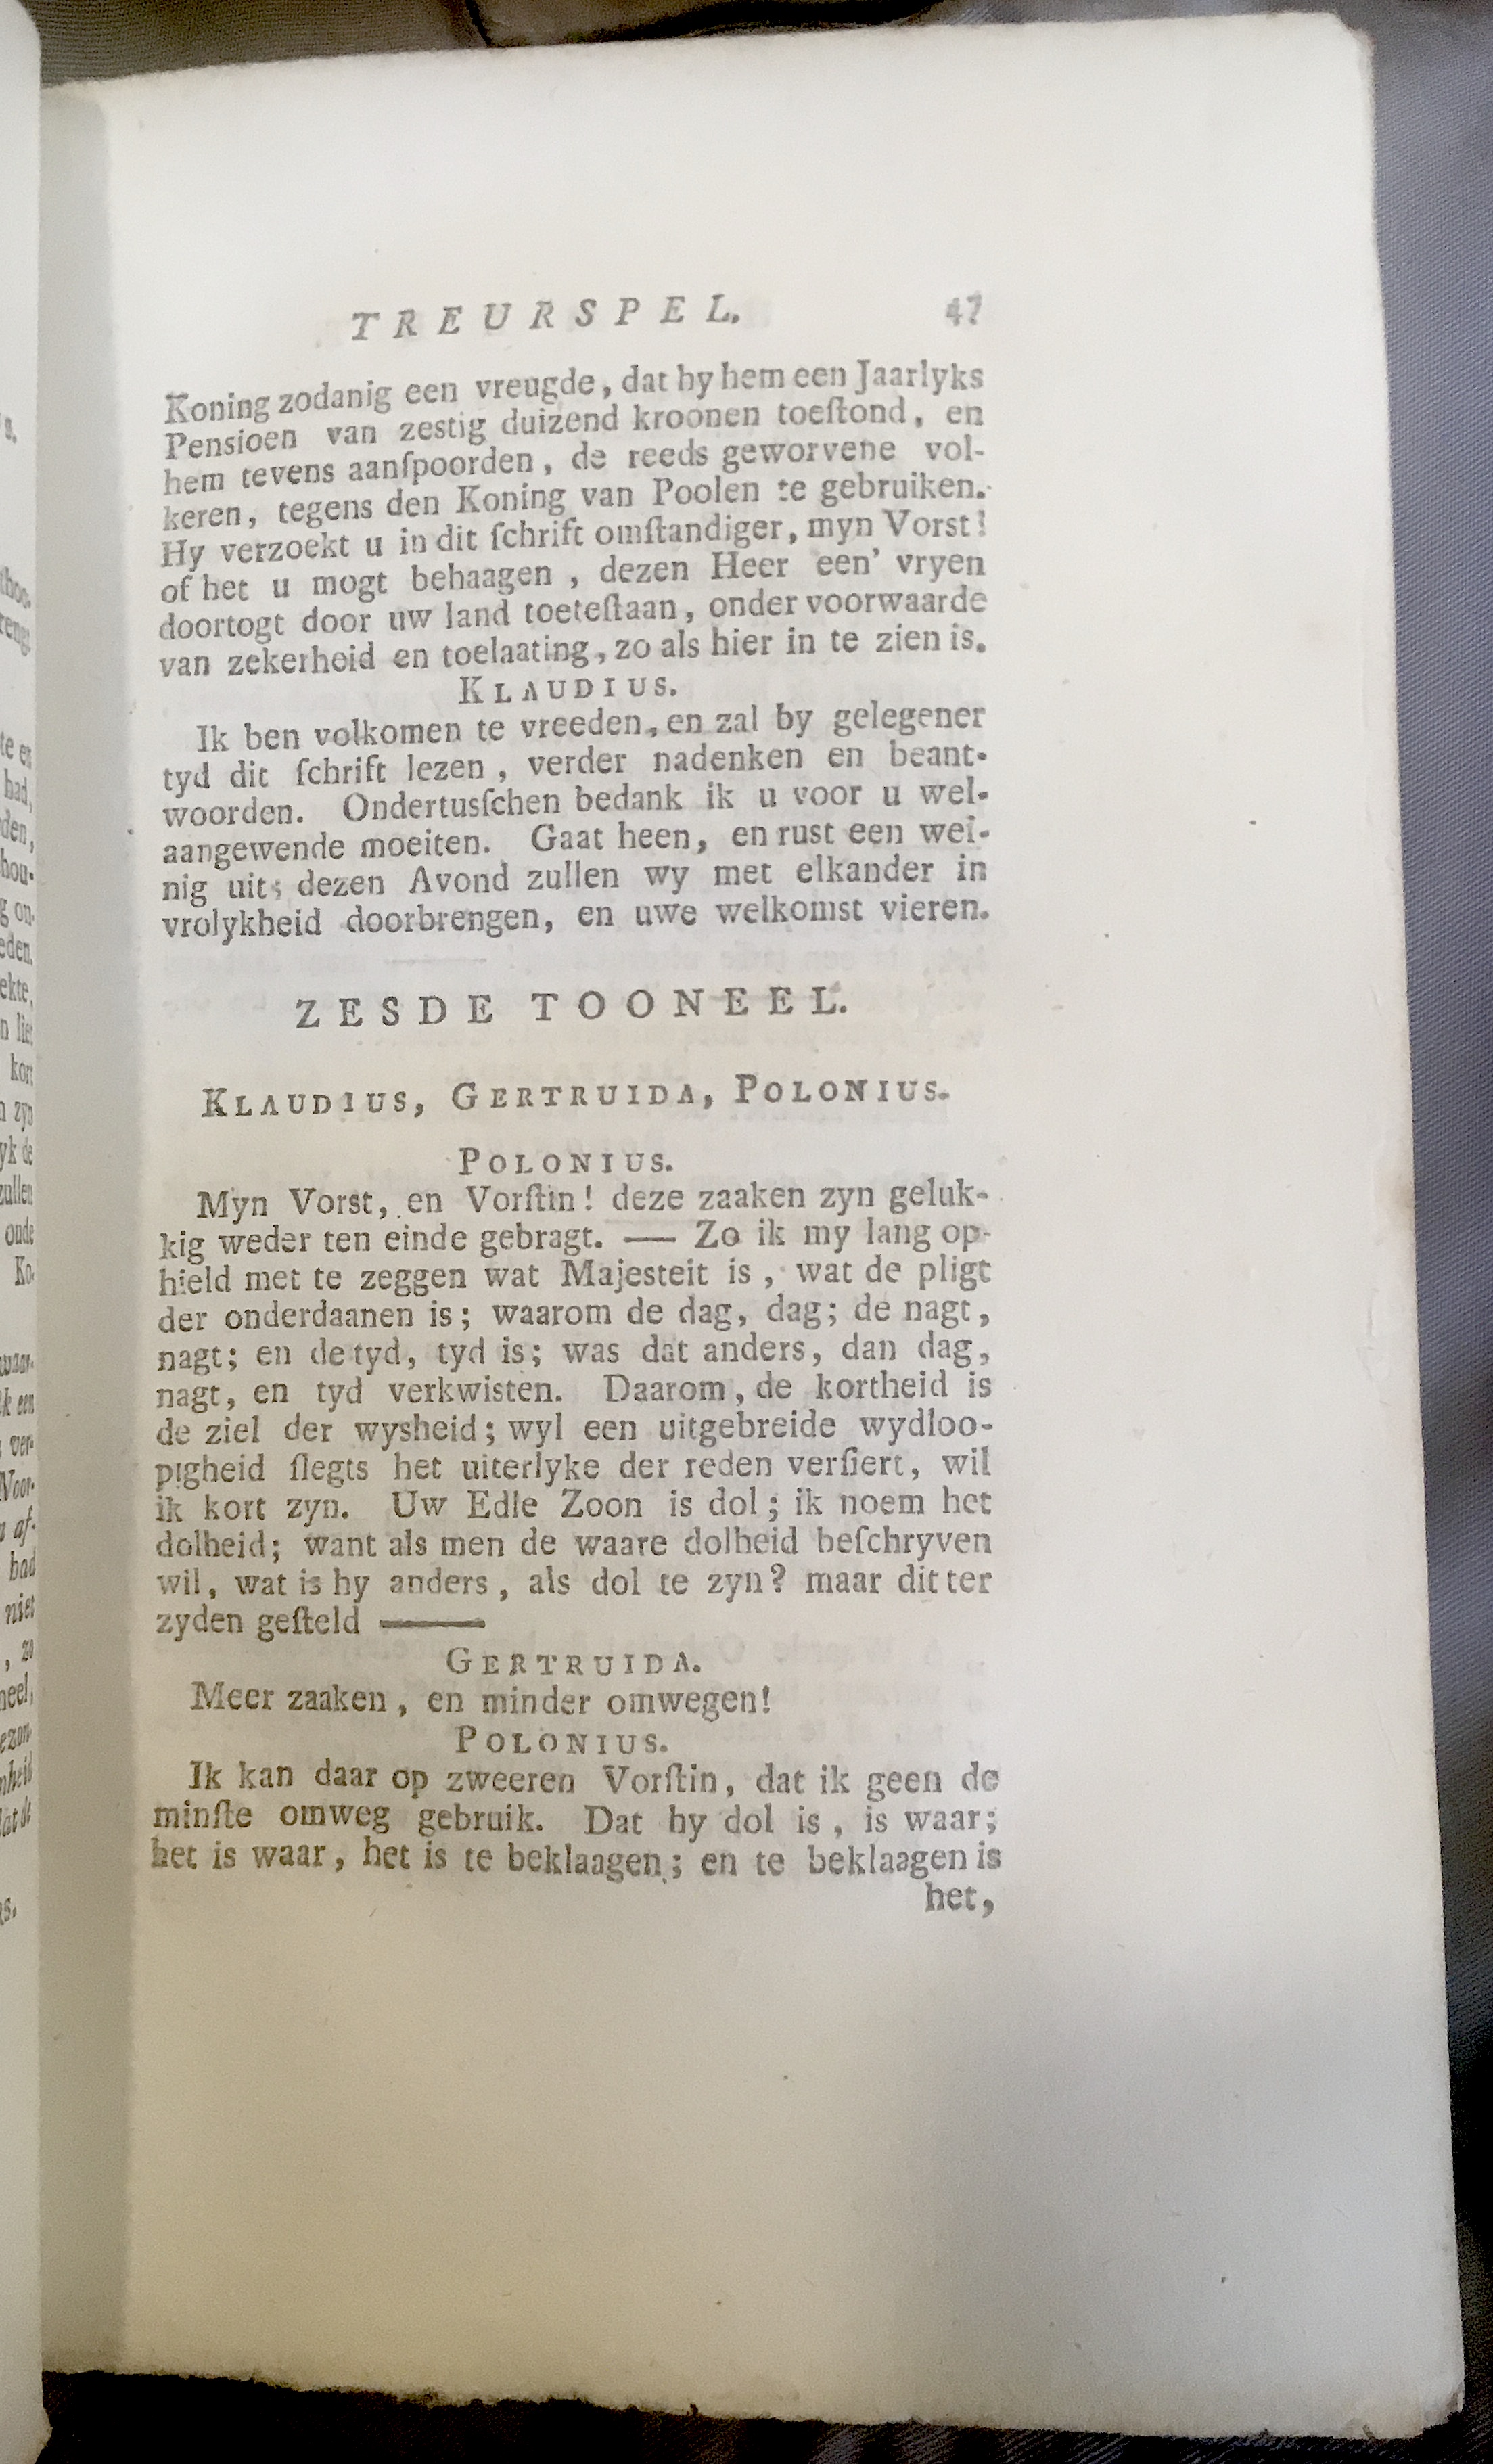 TREURSPEL. 47
Koning zodanig een vreugde, dat hy hem een Jaarlyks
Pensioen van zestig duizend kroonen toeſtond, en
hem tevens aanſpoorden, de reeds geworvene vol-
keren, tegens den Koning van Poolen te gebruiken.
Hy verzoekt u in dit ſchrift omſtandiger, myn Vorst!
of het u mogt behaagen, dezen Heer een' vryen
doortogt door uw land toeteſtaan, onder voorwaarde
van zekerheid en toelaating, zo als hier in te zien is.
KLAUDIUS.
Ik ben volkomen te vreeden, en zal by gelegener
tyd dit ſchrift lezen, verder nadenken en beant-
woorden. Ondertusſchen bedank ik u voor u wel-
aangewende moeiten. Gaat heen, en rust een wei-
nig uit; dezen Avond zullen wy met elkander in
vrolykheid doorbrengen, en uwe welkomst vieren.
ZESDE TOONEEL.
KLAUDIUS, GERTRUIDA, POLONIUS.
POLONIUS.
Myn Vorst, en Vorſtin! deze zaaken zyn geluk-
kig weder ten einde gebragt. — Zo ik my lang op-
hield met te zeggen wat Majesteit is, wat de pligt
der onderdaanen is; waarom de dag, dag; de nagt,
nagt; en de tyd, tyd is; was dat anders, dan dag,
nagt, en tyd verkwisten. Daarom, de kortheid is
de ziel der wysheid; wyl een uitgebreide wydloo-
pigheid ſlegts het uiterlyke der reden verſiert, wil
ik kort zyn. Uw Edle Zoon is dol; ik noem het
dolheid; want als men de waare dolheid beſchryven
wil, wat is hy anders, als dol te zyn? maar dit ter
zyden geſteld ——
GERTRUIDA.
Meer zaaken, en minder omwegen!
POLONIUS.
Ik kan daar op zweeren Vorſtin, dat ik geen de
minſte omweg gebruik. Dat hy dol is, is waar;
het is waar, het is te beklaagen; en te beklaagen is
het,